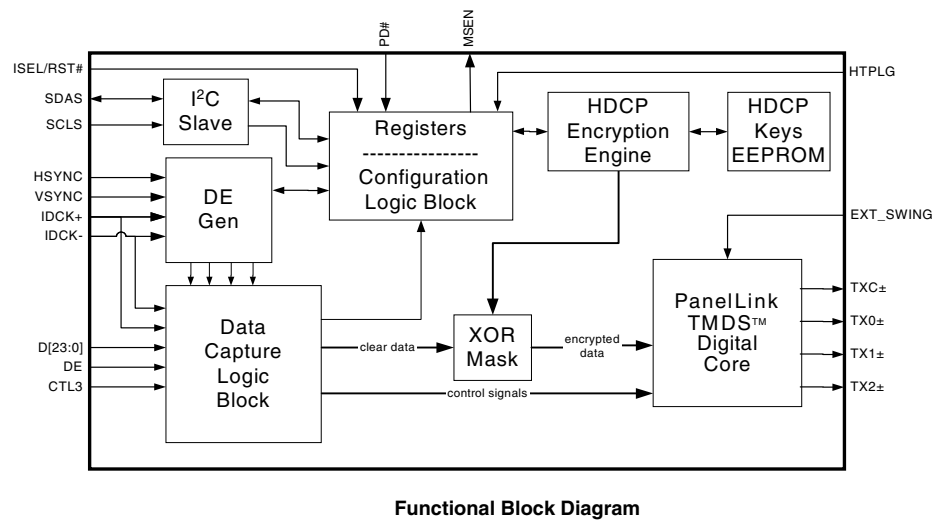 PD#
MSEN
ISEL/RST#
HTPLG
SDAS
SCLS
I²C
Slave
Registers
Configuration
Logic Block
HDCP
Encryption
Engine
HDCP
Keys
EEPROM
HSYNC
VSYNC
IDCK+
IDCK-
DE
Gen
EXT_SWING
D[23:0]
DE
CTL3
Data
Capture
Logic
Block
clear data
control signals
XOR
Mask
encrypted
data
PanelLink
TMDS™
Digital
Core
TXC±
TX0±
TX1±
TX2±
Functional Block Diagram